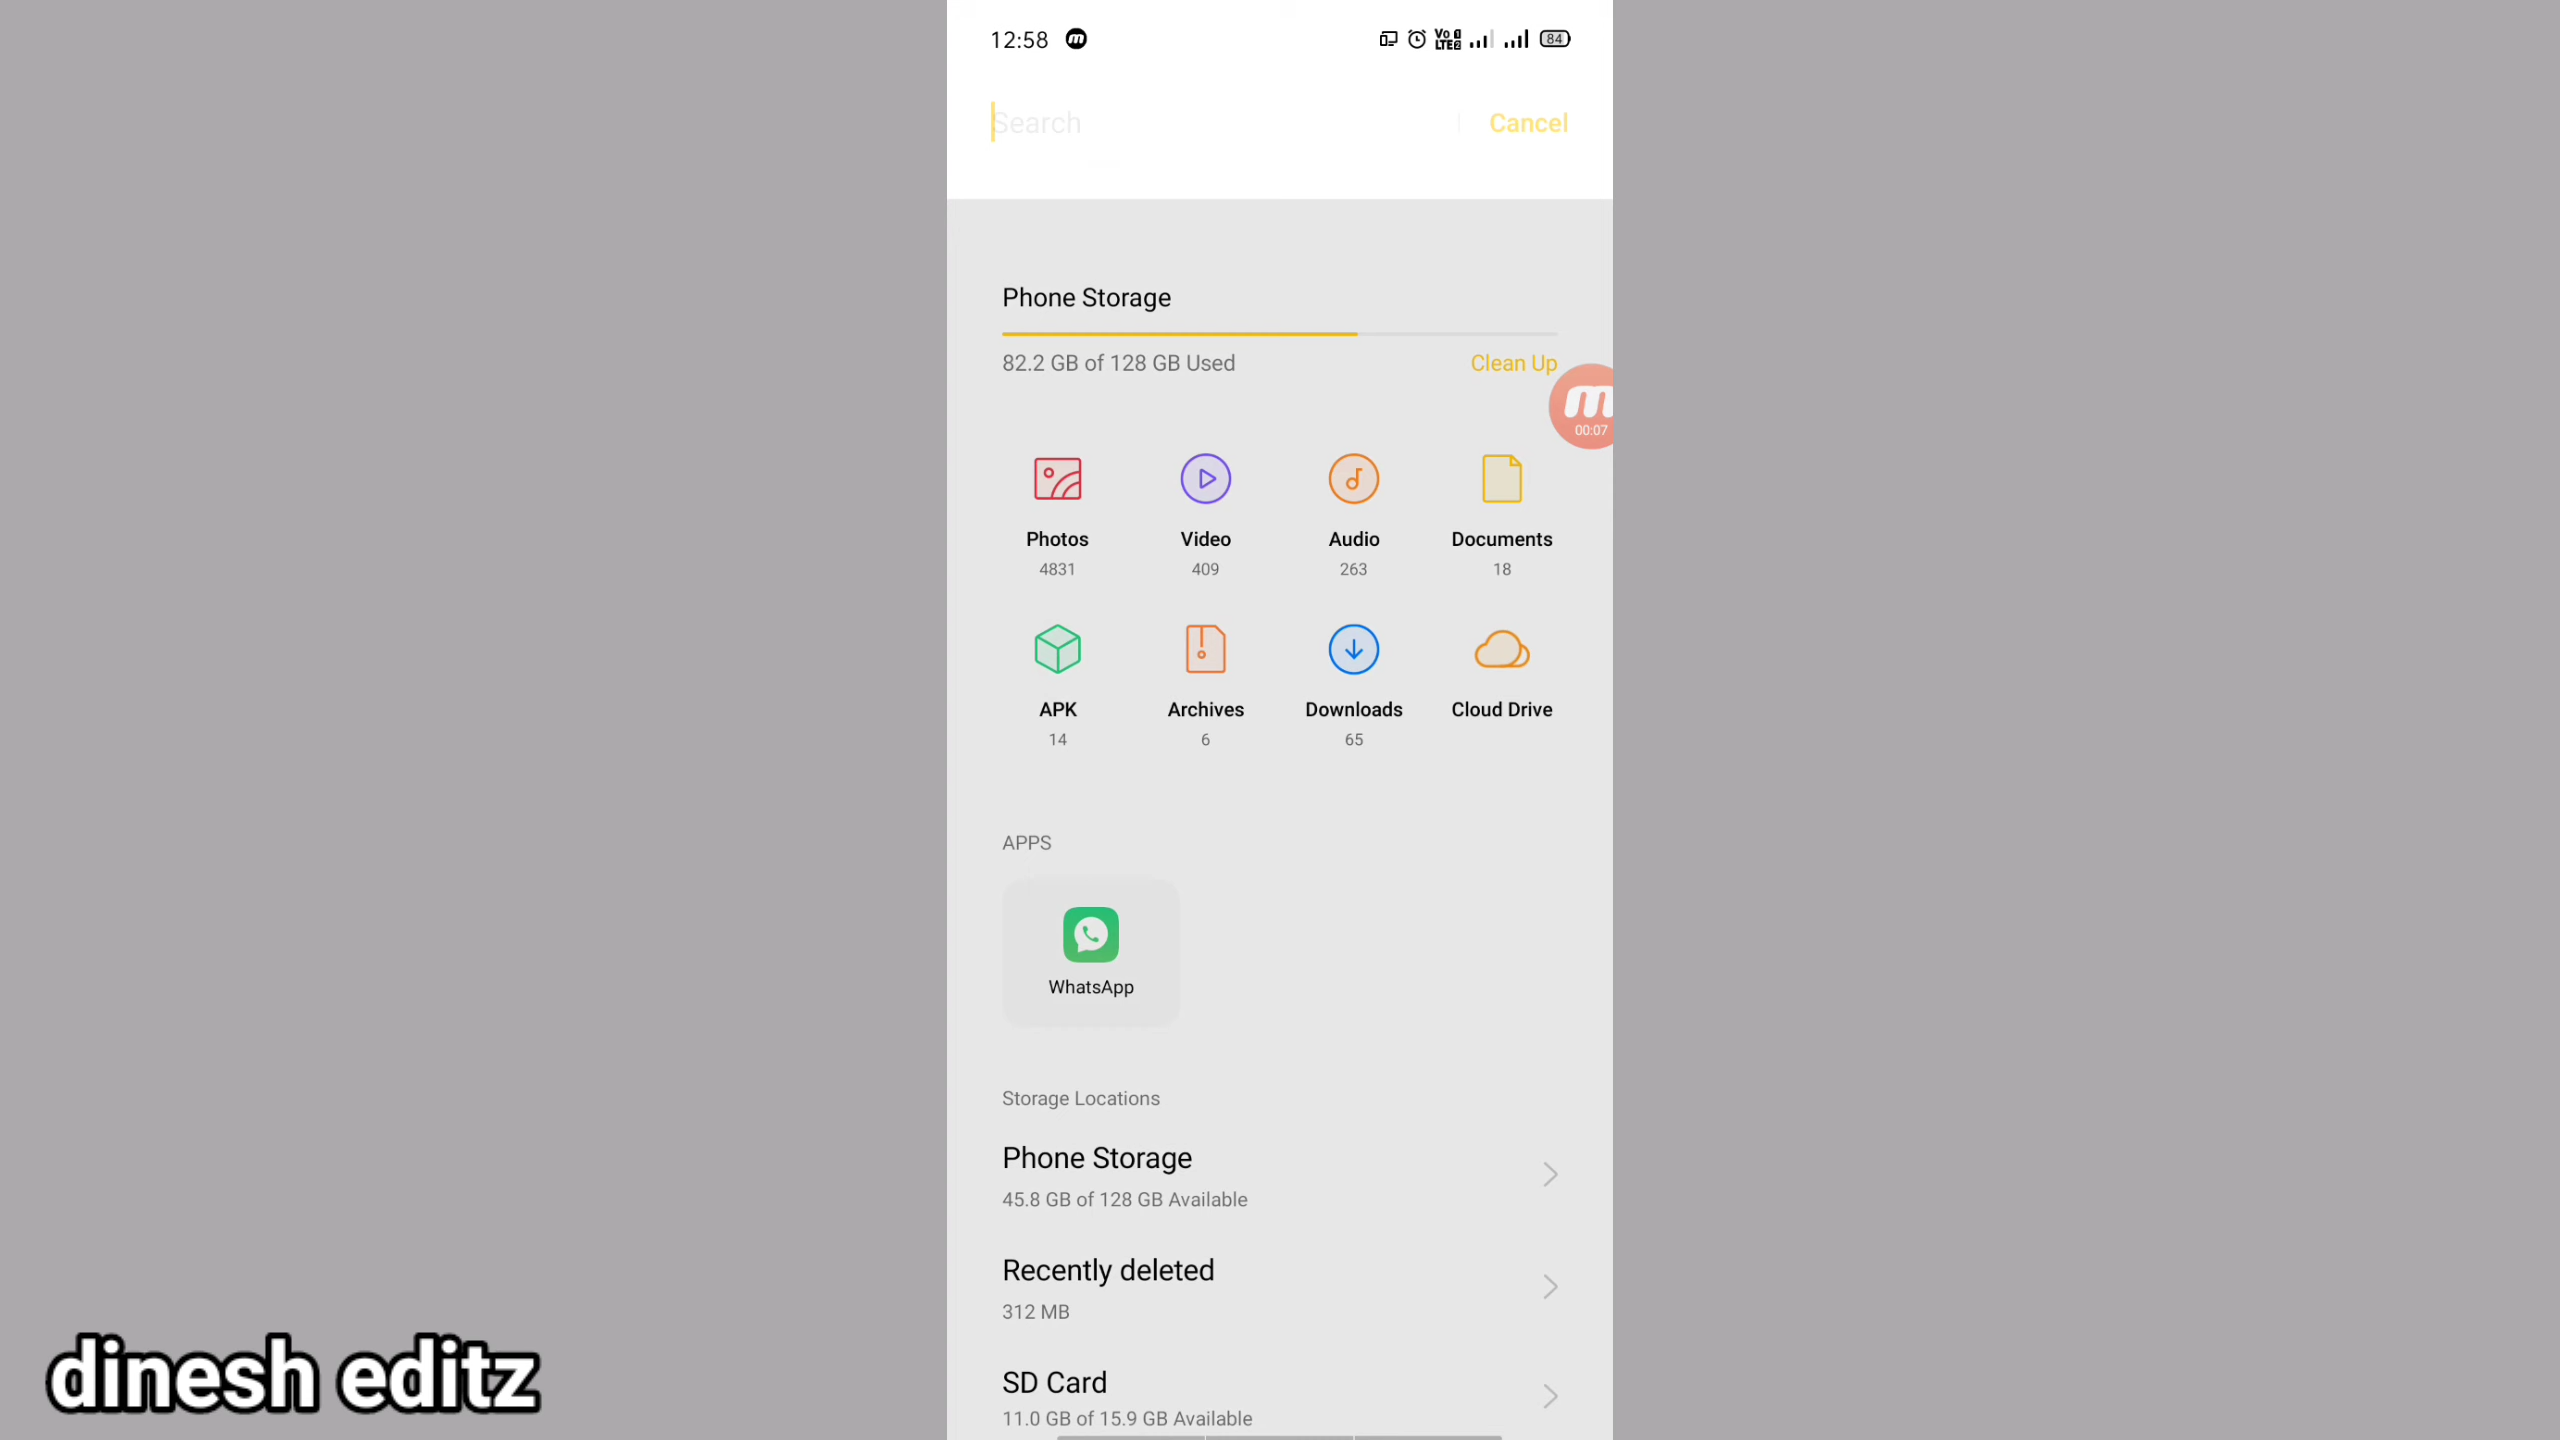 12:58
Vo LTE2
84
Search
Cancel
Phone Storage
82.2 GB of 128 GB Used
Clean Up
00:07
Photos
Video
Audio
Documents
4831
409
263
18
APK
Archives
Downloads
Cloud Drive
14
6
65
APPS
WhatsApp
Storage Locations
Phone Storage
45.8 GB of 128 GB Available
Recently deleted
312 MB
SD Card
11.0 GB of 15.9 GB Available
dinesh editz